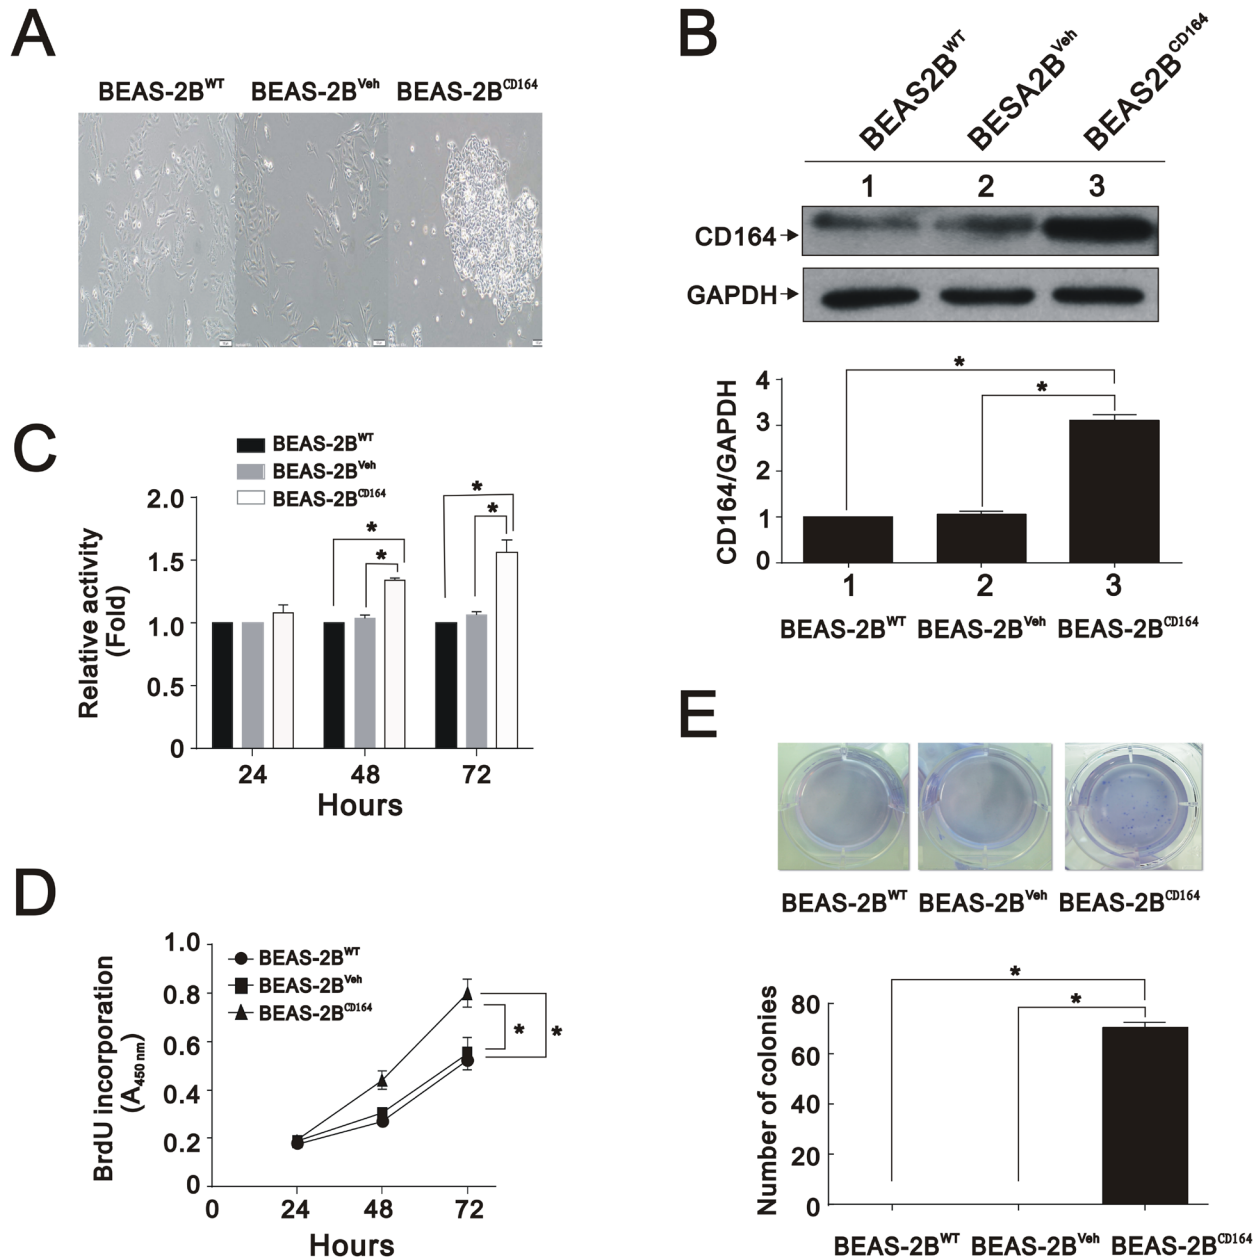 A
BEAS-2B^WT BEAS-2B^Veh BEAS-2B^CD164
B
BEAS2B^WT BESA2B^Veh BEAS2B^CD164
1 2 3
CD164
GAPDH
CD164/GAPDH
4
3
2
1
0
*
*
1 2 3
BEAS-2B^WT BEAS-2B^Veh BEAS-2B^CD164
C
BEAS-2B^WT
BEAS-2B^Veh
BEAS-2B^CD164
Relative activity
(Fold)
2.0
1.5
1.0
0.5
0
* *
* *
24 48 72
Hours
D
BEAS-2B^WT
BEAS-2B^Veh
BEAS-2B^CD164
BrdU incorporation
(A450 nm)
1.0
0.8
0.6
0.4
0.2
0
* *
0 24 48 72
Hours
E
BEAS-2B^WT BEAS-2B^Veh BEAS-2B^CD164
Number of colonies
80
60
40
20
0
*
*
BEAS-2B^WT BEAS-2B^Veh BEAS-2B^CD164